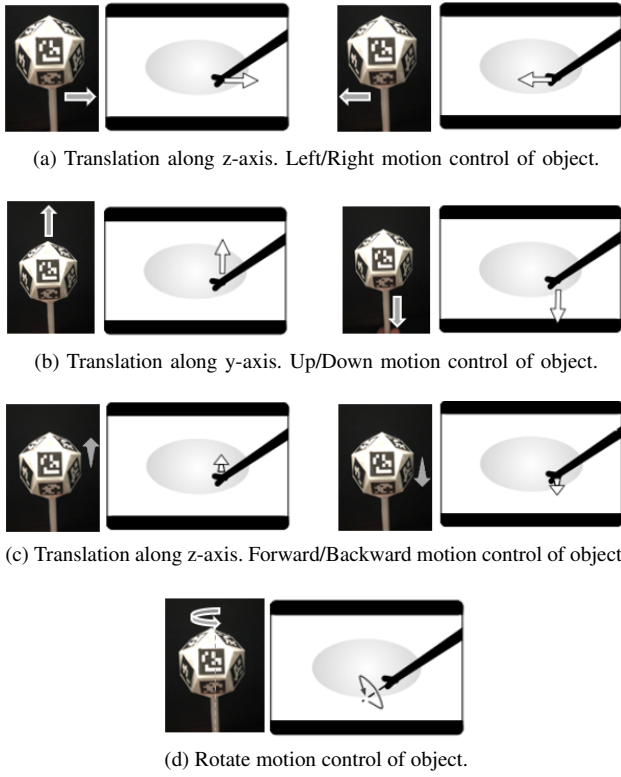 (a) Translation along z-axis. Left/Right motion control of object.
(b) Translation along y-axis. Up/Down motion control of object.
(c) Translation along z-axis. Forward/Backward motion control of object
(d) Rotate motion control of object.